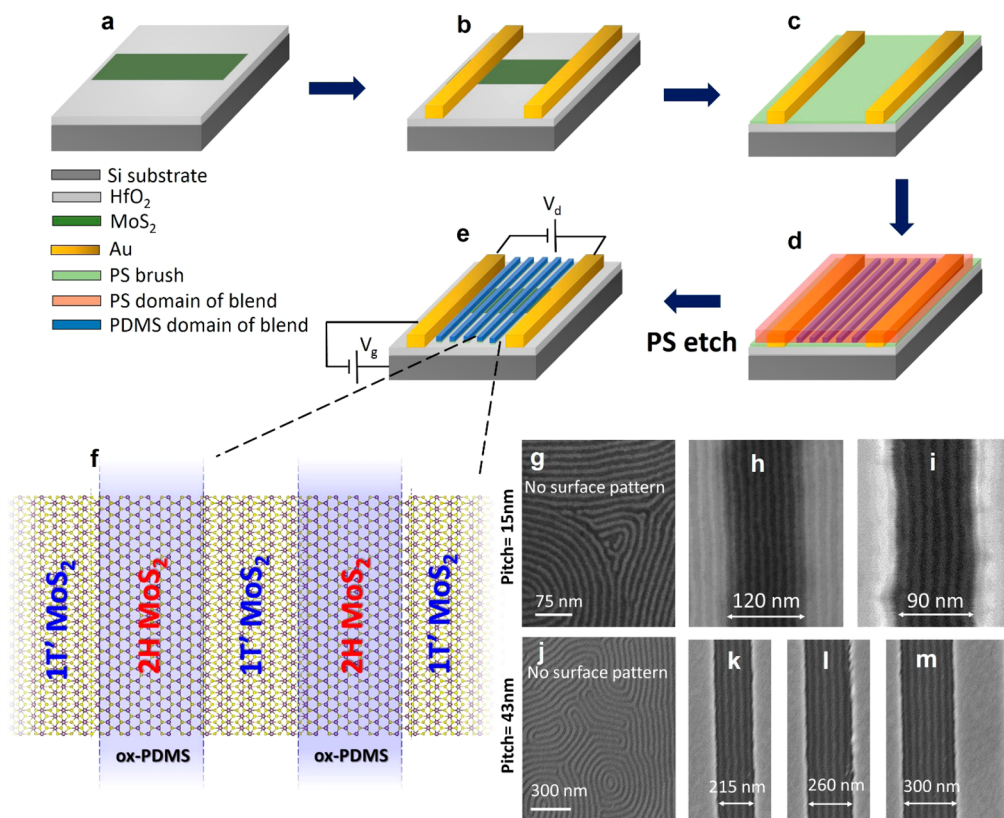 a
b
c
Si substrate
HfO₂
MoS₂
Au
PS brush
PS domain of blend
PDMS domain of blend
e
V_d
V_g
d
PS etch
f
1T’ MoS₂
2H MoS₂
1T’ MoS₂
2H MoS₂
1T’ MoS₂
ox-PDMS
ox-PDMS
Pitch= 15nm
g
No surface pattern
75 nm
h
120 nm
i
90 nm
Pitch= 43nm
j
No surface pattern
300 nm
k
215 nm
l
260 nm
m
300 nm